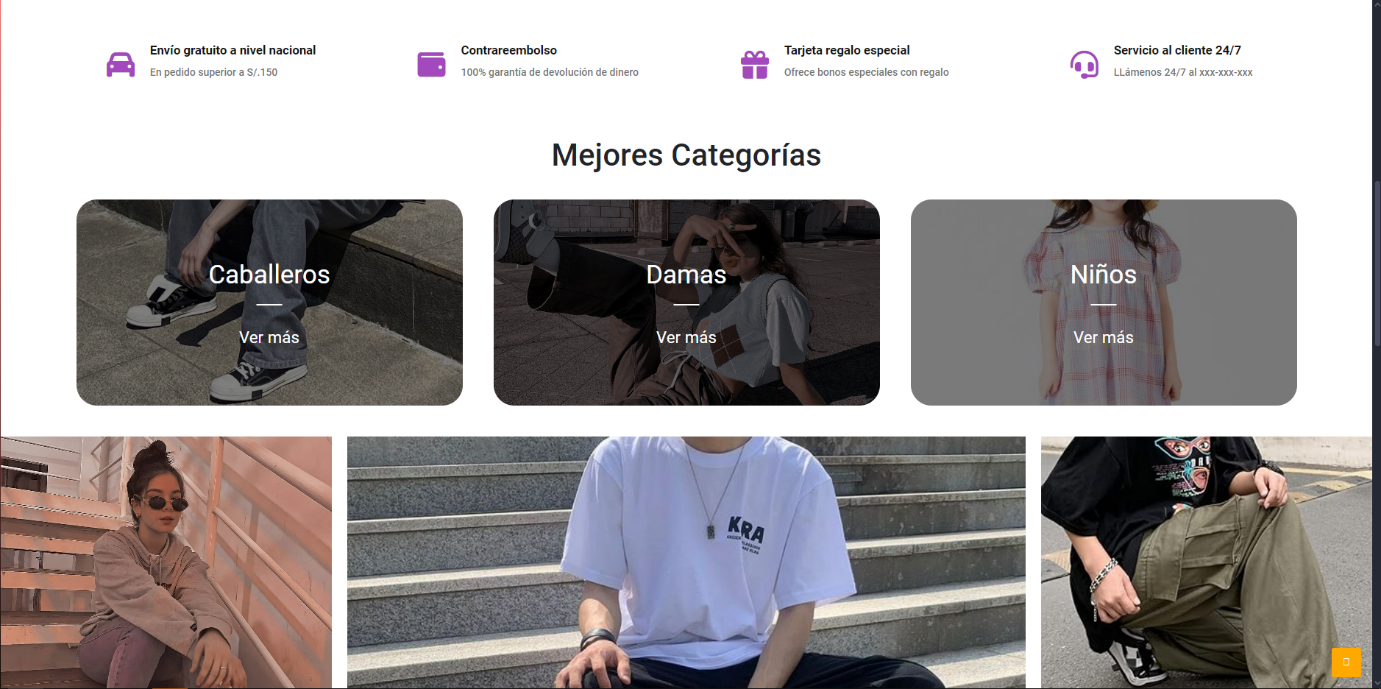 Envío gratuito a nivel nacional
En pedido superior a S/.150
Contrareembolso
100% garantía de devolución de dinero
Tarjeta regalo especial
Ofrece bonos especiales con regalo
Servicio al cliente 24/7
LLámenos 24/7 al xxx-xxx-xxx
Mejores Categorías
Caballeros
Ver más
Damas
Ver más
Niños
Ver más
KRA